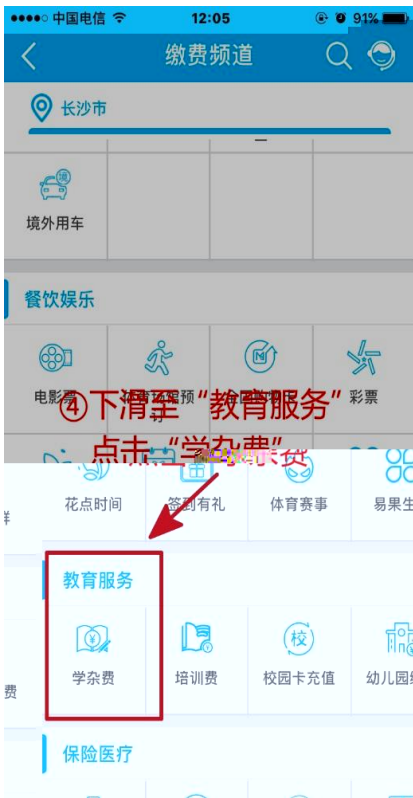 中国电信 12:05 91%
缴费频道
长沙市
境外用车
餐饮娱乐
电影票 彩票
④下滑至“教育服务”
点击“学杂费”
花点时间 签到有礼 体育赛事 易果生
教育服务
学杂费 培训费 校园卡充值 幼儿园
费
保险医疗